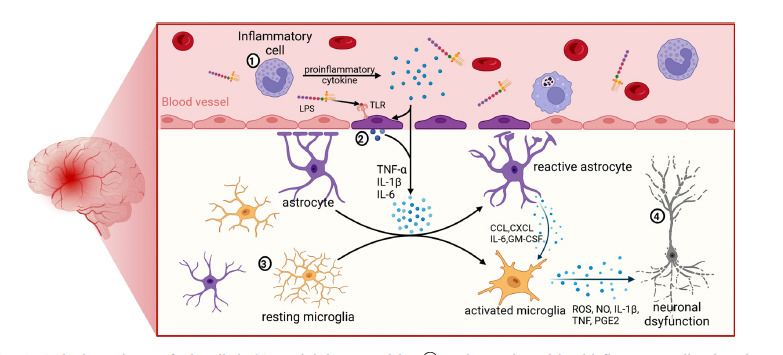 Inflammatory
cell
①
proinflammatory
cytokine
Blood vessel
LPS
TLR
②
TNF-α
IL-1β
IL-6
astrocyte
reactive astrocyte
CCL,CXCL
IL-6,GM-CSF
③
resting microglia
activated microglia
④
ROS, NO, IL-1β,
TNF, PGE2
neuronal
dsyfunction